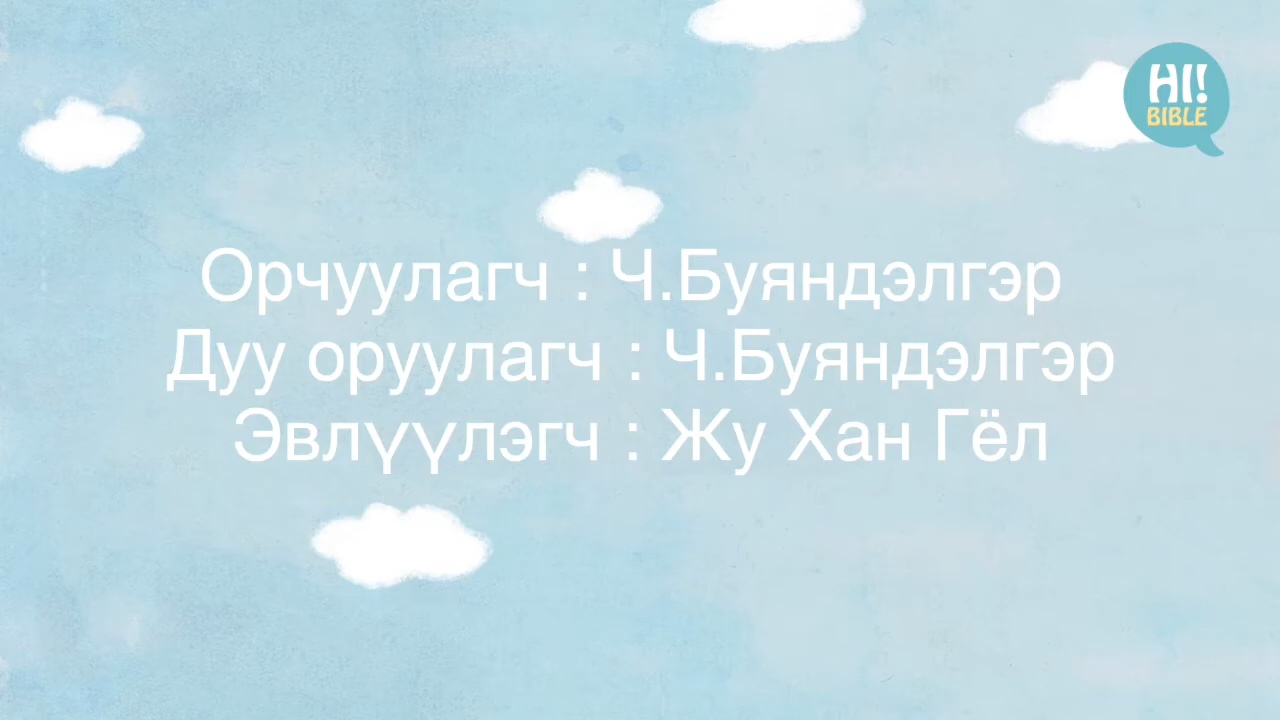 HI!
BIBLE
Орчуулагч : Ч.Буяндэлгэр
Дуу оруулагч : Ч.Буяндэлгэр
Эвлүүлэгч : Жу Хан Гёл